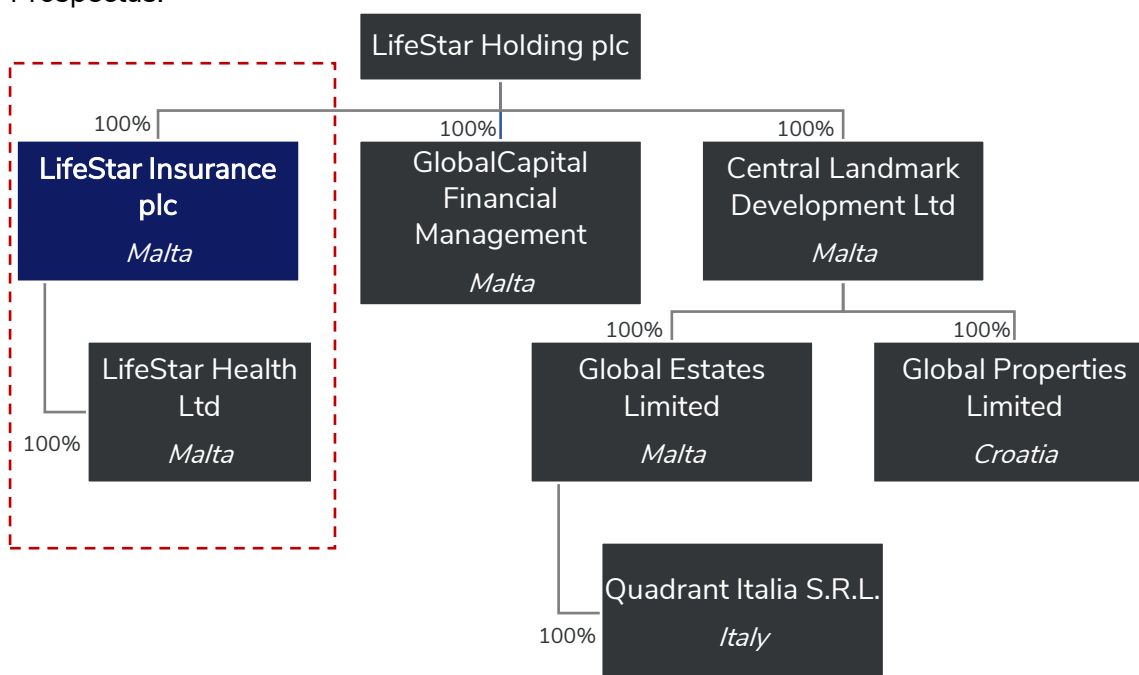 Prospectus.
LifeStar Holding plc
100%
100%
100%
LifeStar Insurance
plc
Malta
GlobalCapital
Financial
Management
Malta
Central Landmark
Development Ltd
Malta
100%
100%
LifeStar Health
Ltd
Malta
100%
Global Estates
Limited
Malta
Global Properties
Limited
Croatia
Quadrant Italia S.R.L.
Italy
100%